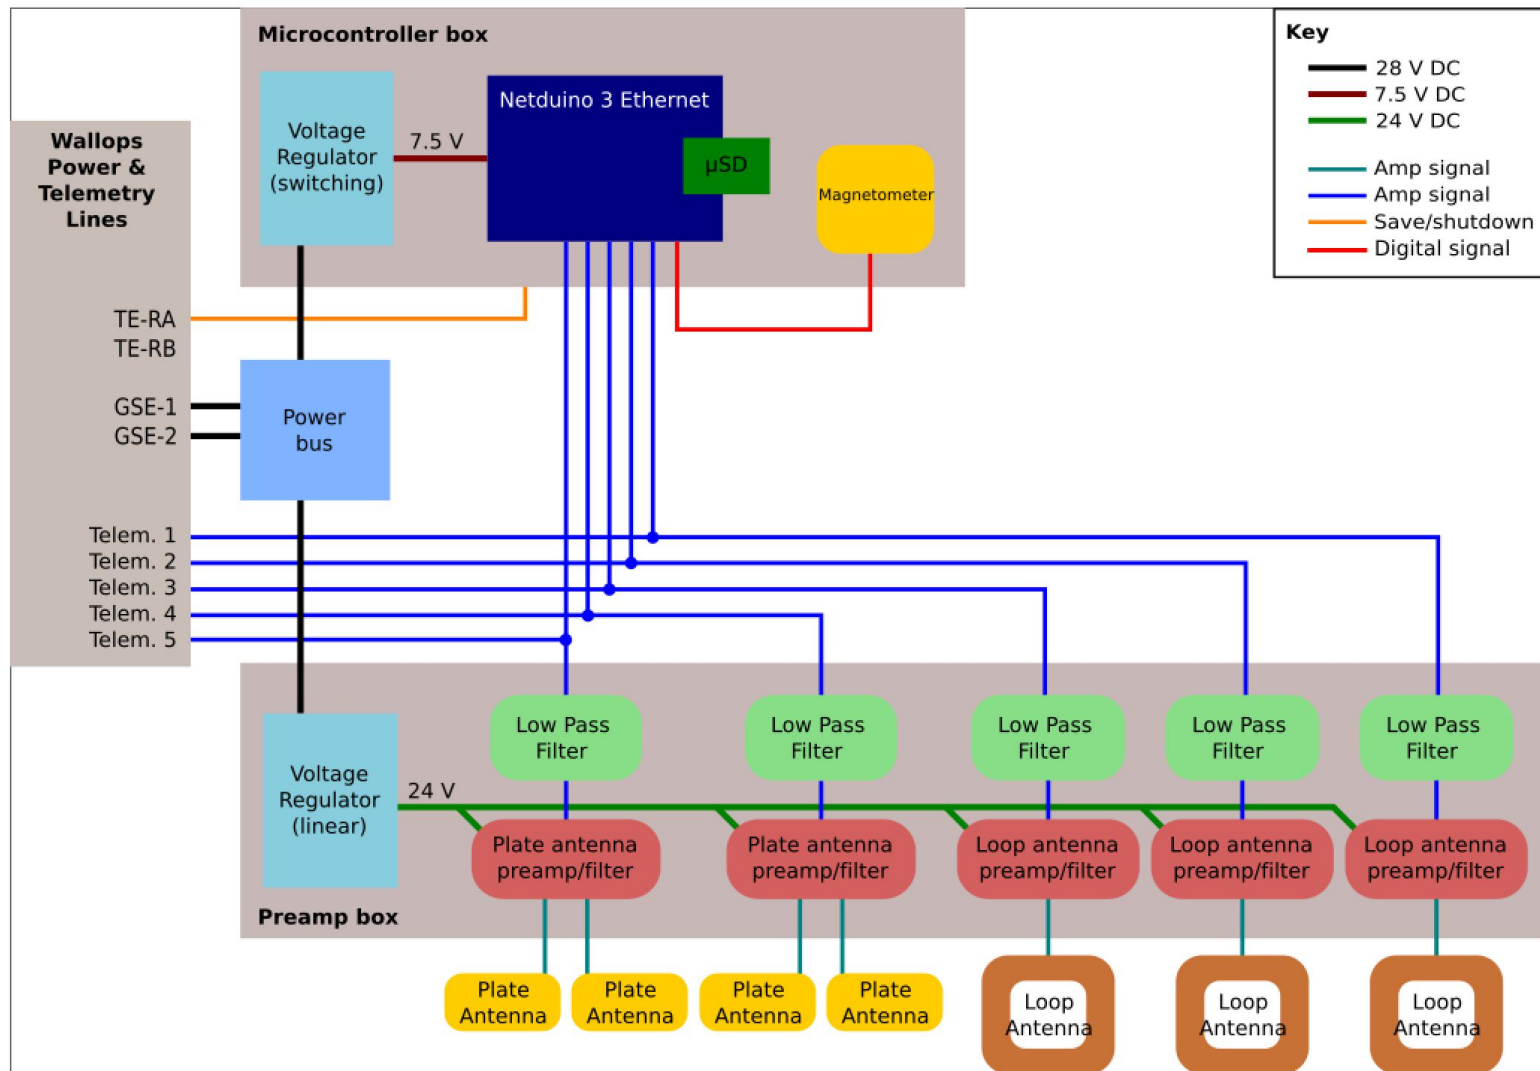 Microcontroller box
Voltage
Regulator
(switching)
7.5 V
Netduino 3 Ethernet
µSD
Magnetometer
Key
28 V DC
7.5 V DC
24 V DC
Amp signal
Amp signal
Save/shutdown
Digital signal
Wallops
Power &
Telemetry
Lines
TE-RA
TE-RB
GSE-1
GSE-2
Power
bus
Telem. 1
Telem. 2
Telem. 3
Telem. 4
Telem. 5
Low Pass
Filter
Low Pass
Filter
Low Pass
Filter
Low Pass
Filter
Low Pass
Filter
Voltage
Regulator
(linear)
24 V
Plate antenna
preamp/filter
Plate antenna
preamp/filter
Loop antenna
preamp/filter
Loop antenna
preamp/filter
Loop antenna
preamp/filter
Preamp box
Plate
Antenna
Plate
Antenna
Plate
Antenna
Plate
Antenna
Loop
Antenna
Loop
Antenna
Loop
Antenna